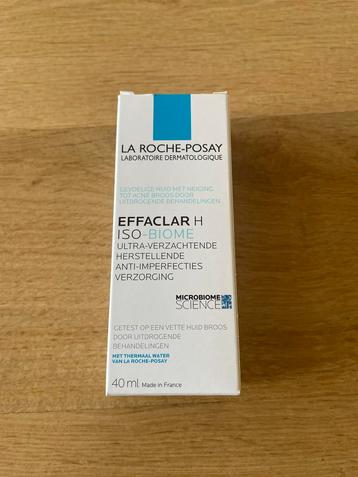 LA ROCHE-POSAY
LABORATOIRE DERMATOLOGIQUE
GEVOELIGE HUID MET NEIGING
TOT ACNE BROOS DOOR
UITDROGENDE BEHANDELINGEN
EFFACLAR H
ISO-BIOME
ULTRA-VERZACHTENDE
HERSTELLENDE
ANTI-IMPERFECTIES
VERZORGING
MICROBIOME
SCIENCE
GETEST OP EEN VETTE HUID BROOS
DOOR UITDROGENDE
BEHANDELINGEN
MET THERMAAL WATER
VAN LA ROCHE-POSAY
40 ml Made in France